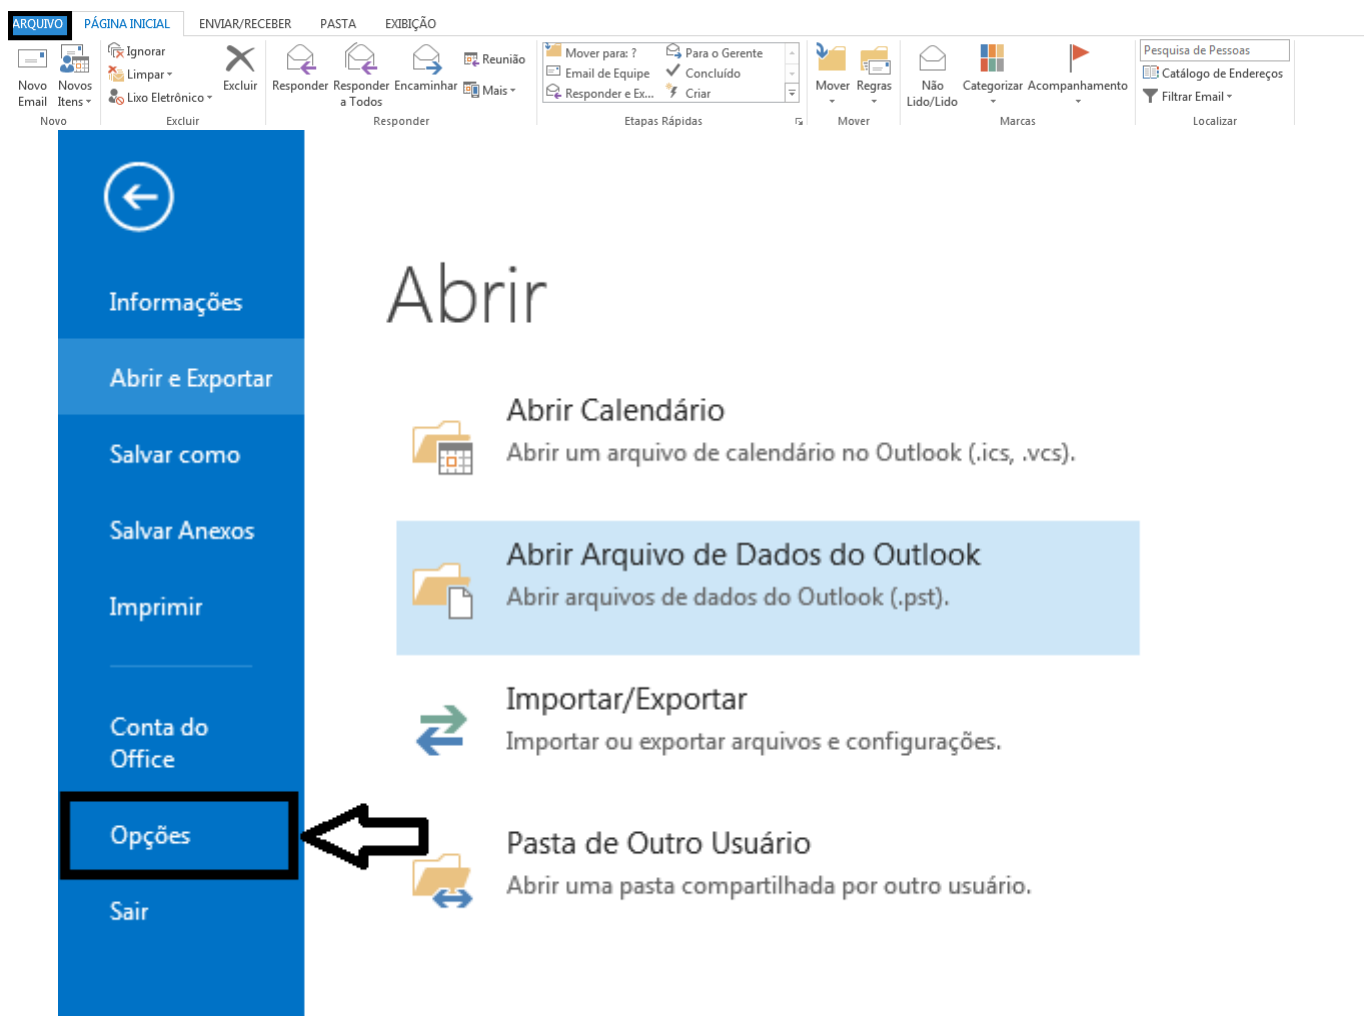 ARQUIVO PÁGINA INICIAL ENVIAR/RECEBER PASTA EXIBIÇÃO
Novo Email
Novos Itens
Ignorar
Limpar
Lixo Eletrônico
Excluir
Responder
Responder a Todos
Encaminhar
Reunião
Mais
Mover para: ?
Email de Equipe
Responder e Ex...
Para o Gerente
Concluído
Criar
Mover
Regras
Não Lido/Lido
Categorizar
Acompanhamento
Pesquisa de Pessoas
Catálogo de Endereços
Filtrar Email
Novo Excluir Responder Etapas Rápidas Mover Marcas Localizar
Informações
Abrir e Exportar
Salvar como
Salvar Anexos
Imprimir
Conta do
Office
Opções
Sair
Abrir
Abrir Calendário
Abrir um arquivo de calendário no Outlook (.ics, .vcs).
Abrir Arquivo de Dados do Outlook
Abrir arquivos de dados do Outlook (.pst).
Importar/Exportar
Importar ou exportar arquivos e configurações.
Pasta de Outro Usuário
Abrir uma pasta compartilhada por outro usuário.